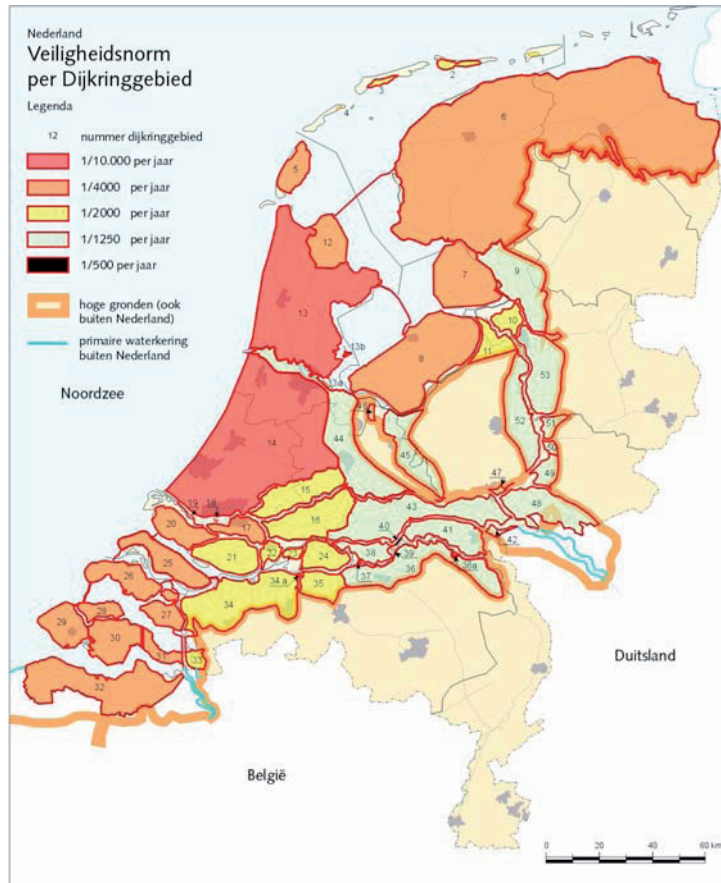 Nederland
Veiligheidsnorm
per Dijkringgebied
Legenda
12 nummer dijkringgebied
1/10.000 per jaar
1/4000 per jaar
1/2000 per jaar
1/1250 per jaar
1/500 per jaar
hoge gronden (ook
buiten Nederland)
primaire waterkering
buiten Nederland
Noordzee
Duitsland
België
1
2
3
4
5
6
12
7
9
13
10
13b
8
11
13a
53
14
52
44
51
45
49
15
47
48
19
18
43
20
17
16
40
41
42
21
22
23
24
38
39
25
36
36a
37
26
34a
35
34
27
28
29
30
31
33
32
0 20 40 60 km